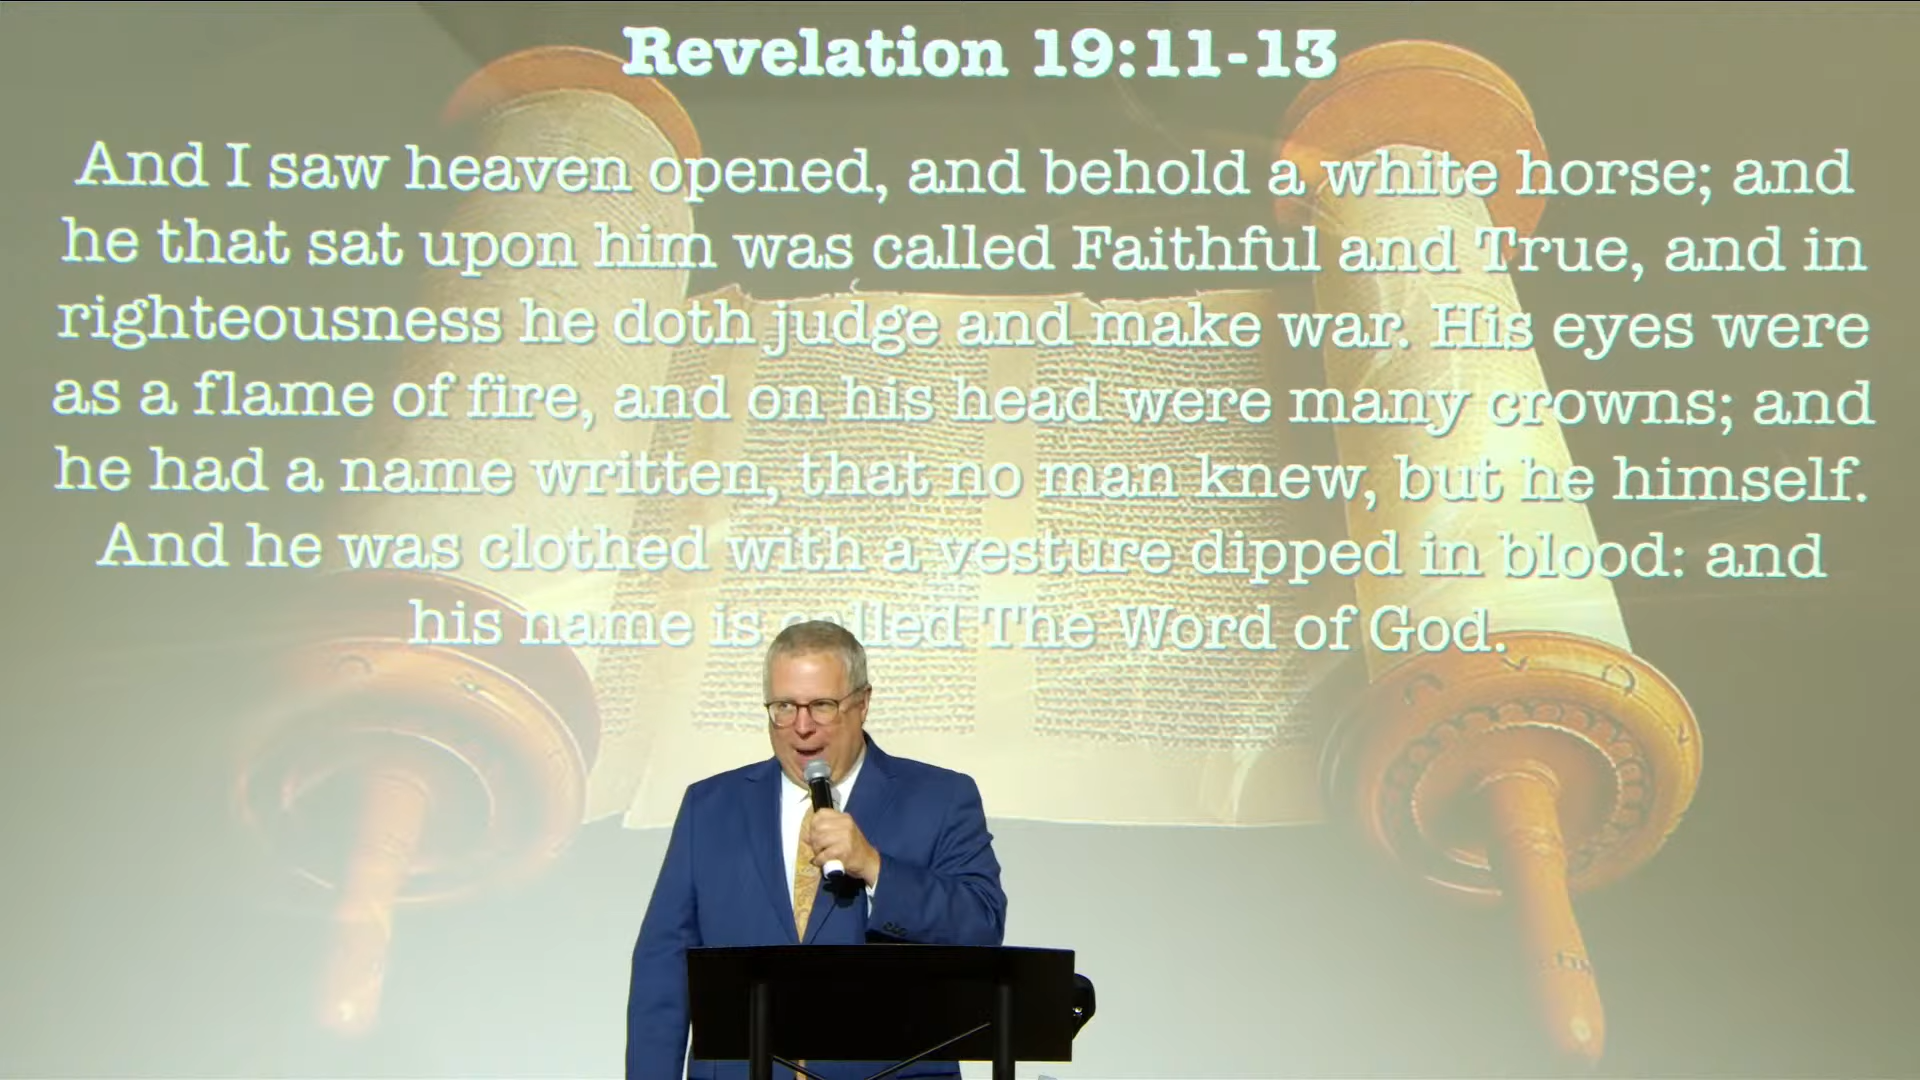 Revelation 19:11-13
And I saw heaven opened, and behold a white horse; and
he that sat upon him was called Faithful and True, and in
righteousness he doth judge and make war. His eyes were
as a flame of fire, and on his head were many crowns; and
he had a name written, that no man knew, but he himself.
And he was clothed with a vesture dipped in blood: and
his name is called The Word of God.